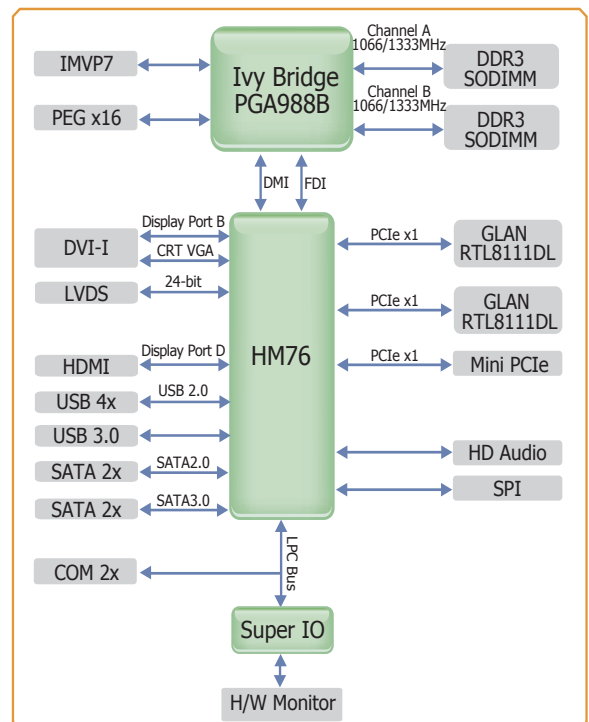 Channel A
1066/1333MHz
IMVP7
Ivy Bridge
PGA988B
DDR3
SODIMM
Channel B
1066/1333MHz
PEG x16
DDR3
SODIMM
DMI
FDI
Display Port B
DVI-I
CRT VGA
PCIe x1
GLAN
RTL8111DL
LVDS
24-bit
PCIe x1
GLAN
RTL8111DL
HM76
HDMI
Display Port D
PCIe x1
Mini PCIe
USB 4x
USB 2.0
USB 3.0
HD Audio
SATA 2x
SATA2.0
SPI
SATA 2x
SATA3.0
LPC Bus
COM 2x
Super IO
H/W Monitor